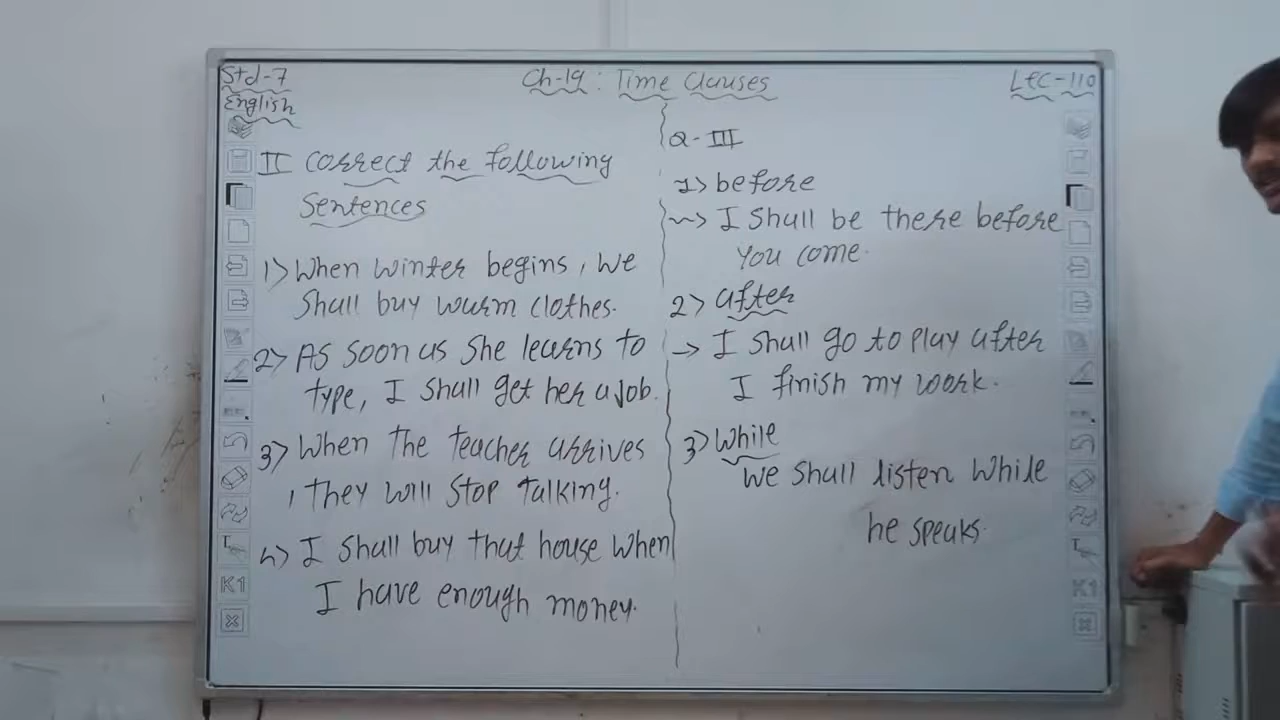 Std-7
English
Ch-19 : Time Clauses
Lec-110
II Correct the following
Sentences
1> When winter begins, we
shall buy warm clothes.
2> As soon as she learns to
type, I shall get her a job.
3> When the teacher arrives
, they will stop talking.
4> I shall buy that house when
I have enough money.
Q-III
1> before
→ I shall be there before
you come.
2> after
→ I shall go to play after
I finish my work.
3> while
we shall listen while
he speaks.
K1
K1